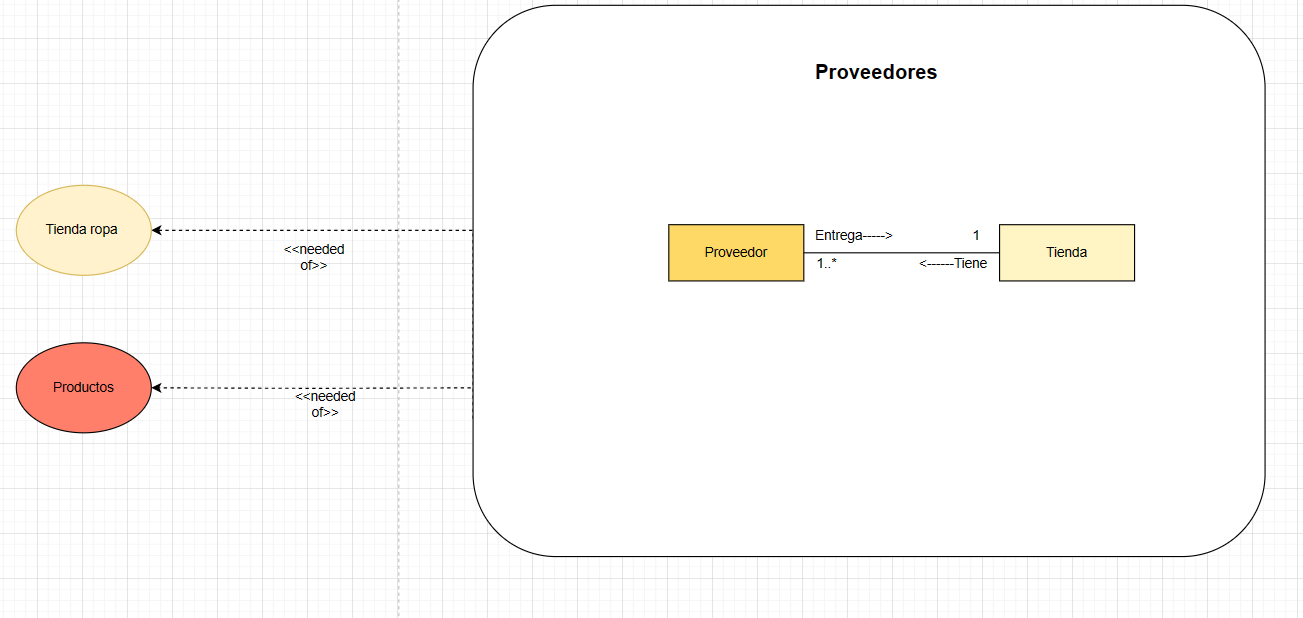 Proveedores
Tienda ropa
<<needed
of>>
Entrega----->
1
Proveedor
Tienda
1..*
<------Tiene
Productos
<<needed
of>>